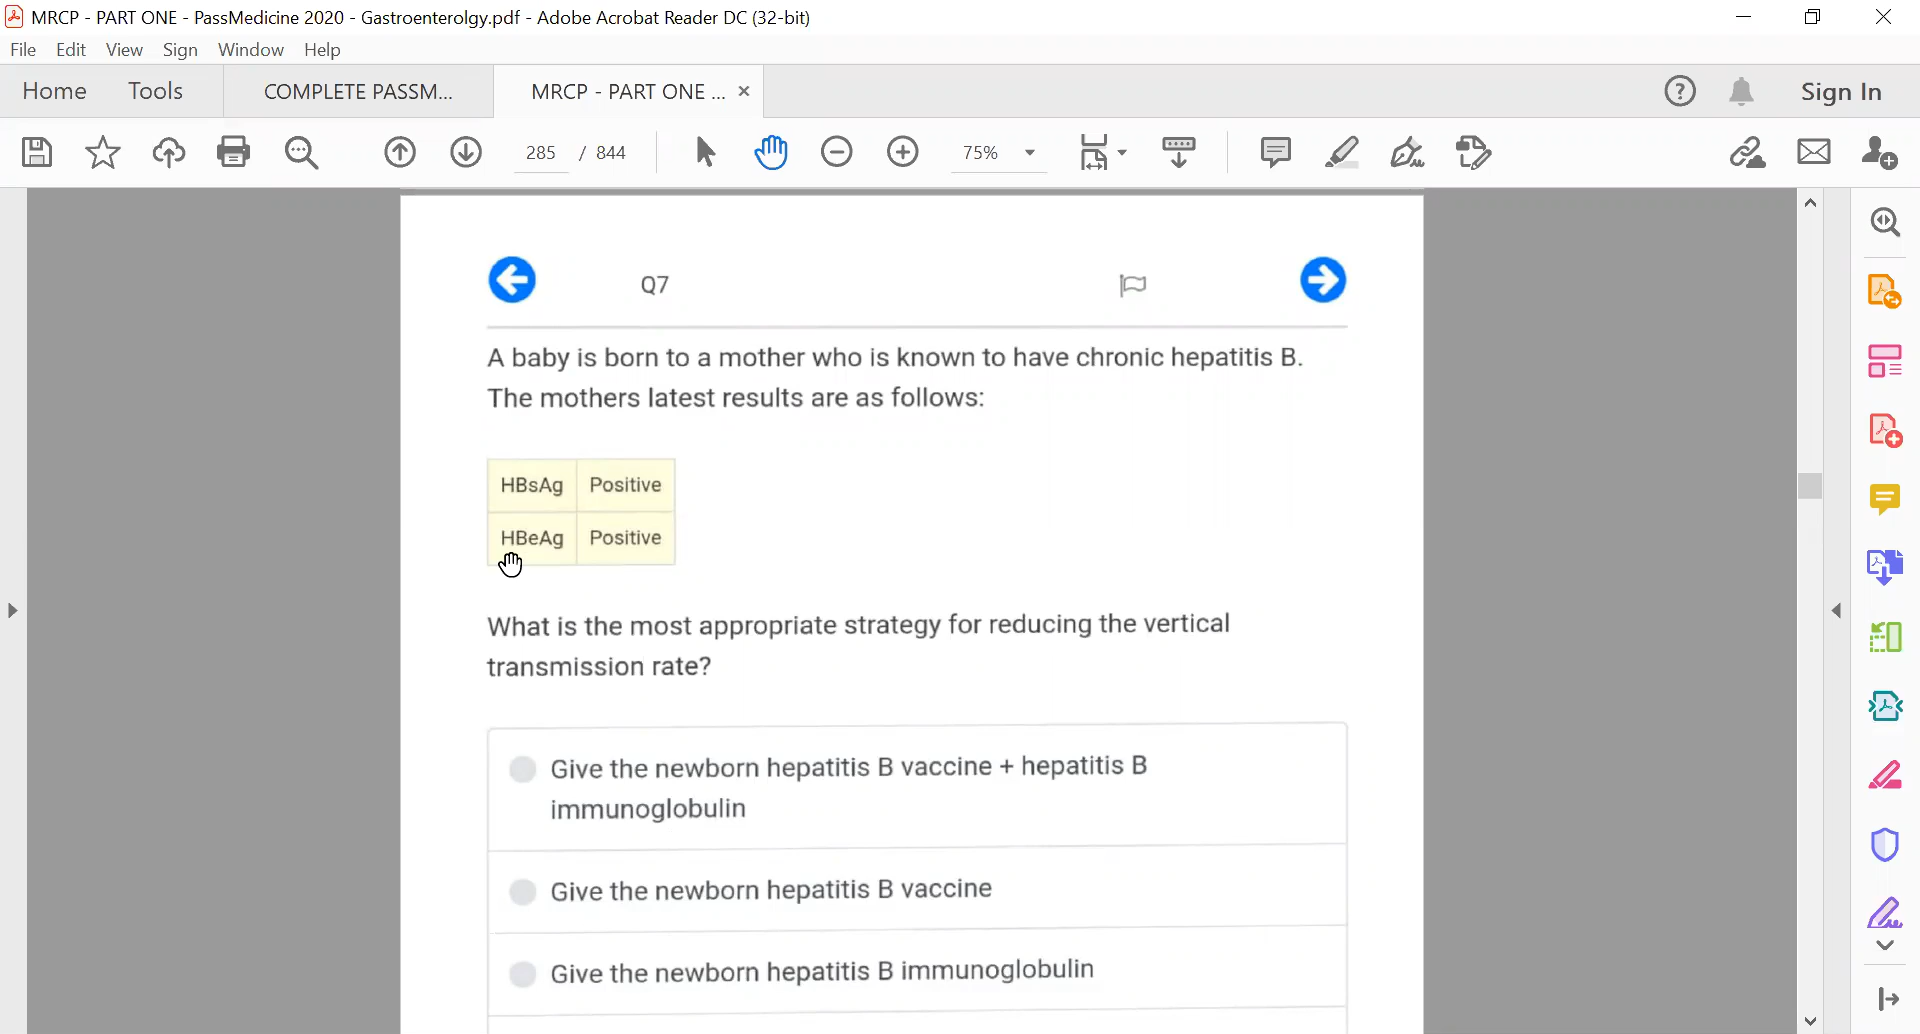 MRCP - PART ONE - PassMedicine 2020 - Gastroenterolgy.pdf - Adobe Acrobat Reader DC (32-bit)
File Edit View Sign Window Help
Home Tools COMPLETE PASSM... MRCP - PART ONE ... × Sign In
285 / 844 75%
Q7
A baby is born to a mother who is known to have chronic hepatitis B.
The mothers latest results are as follows:
HBsAg Positive
HBeAg Positive
What is the most appropriate strategy for reducing the vertical
transmission rate?
Give the newborn hepatitis B vaccine + hepatitis B
immunoglobulin
Give the newborn hepatitis B vaccine
Give the newborn hepatitis B immunoglobulin